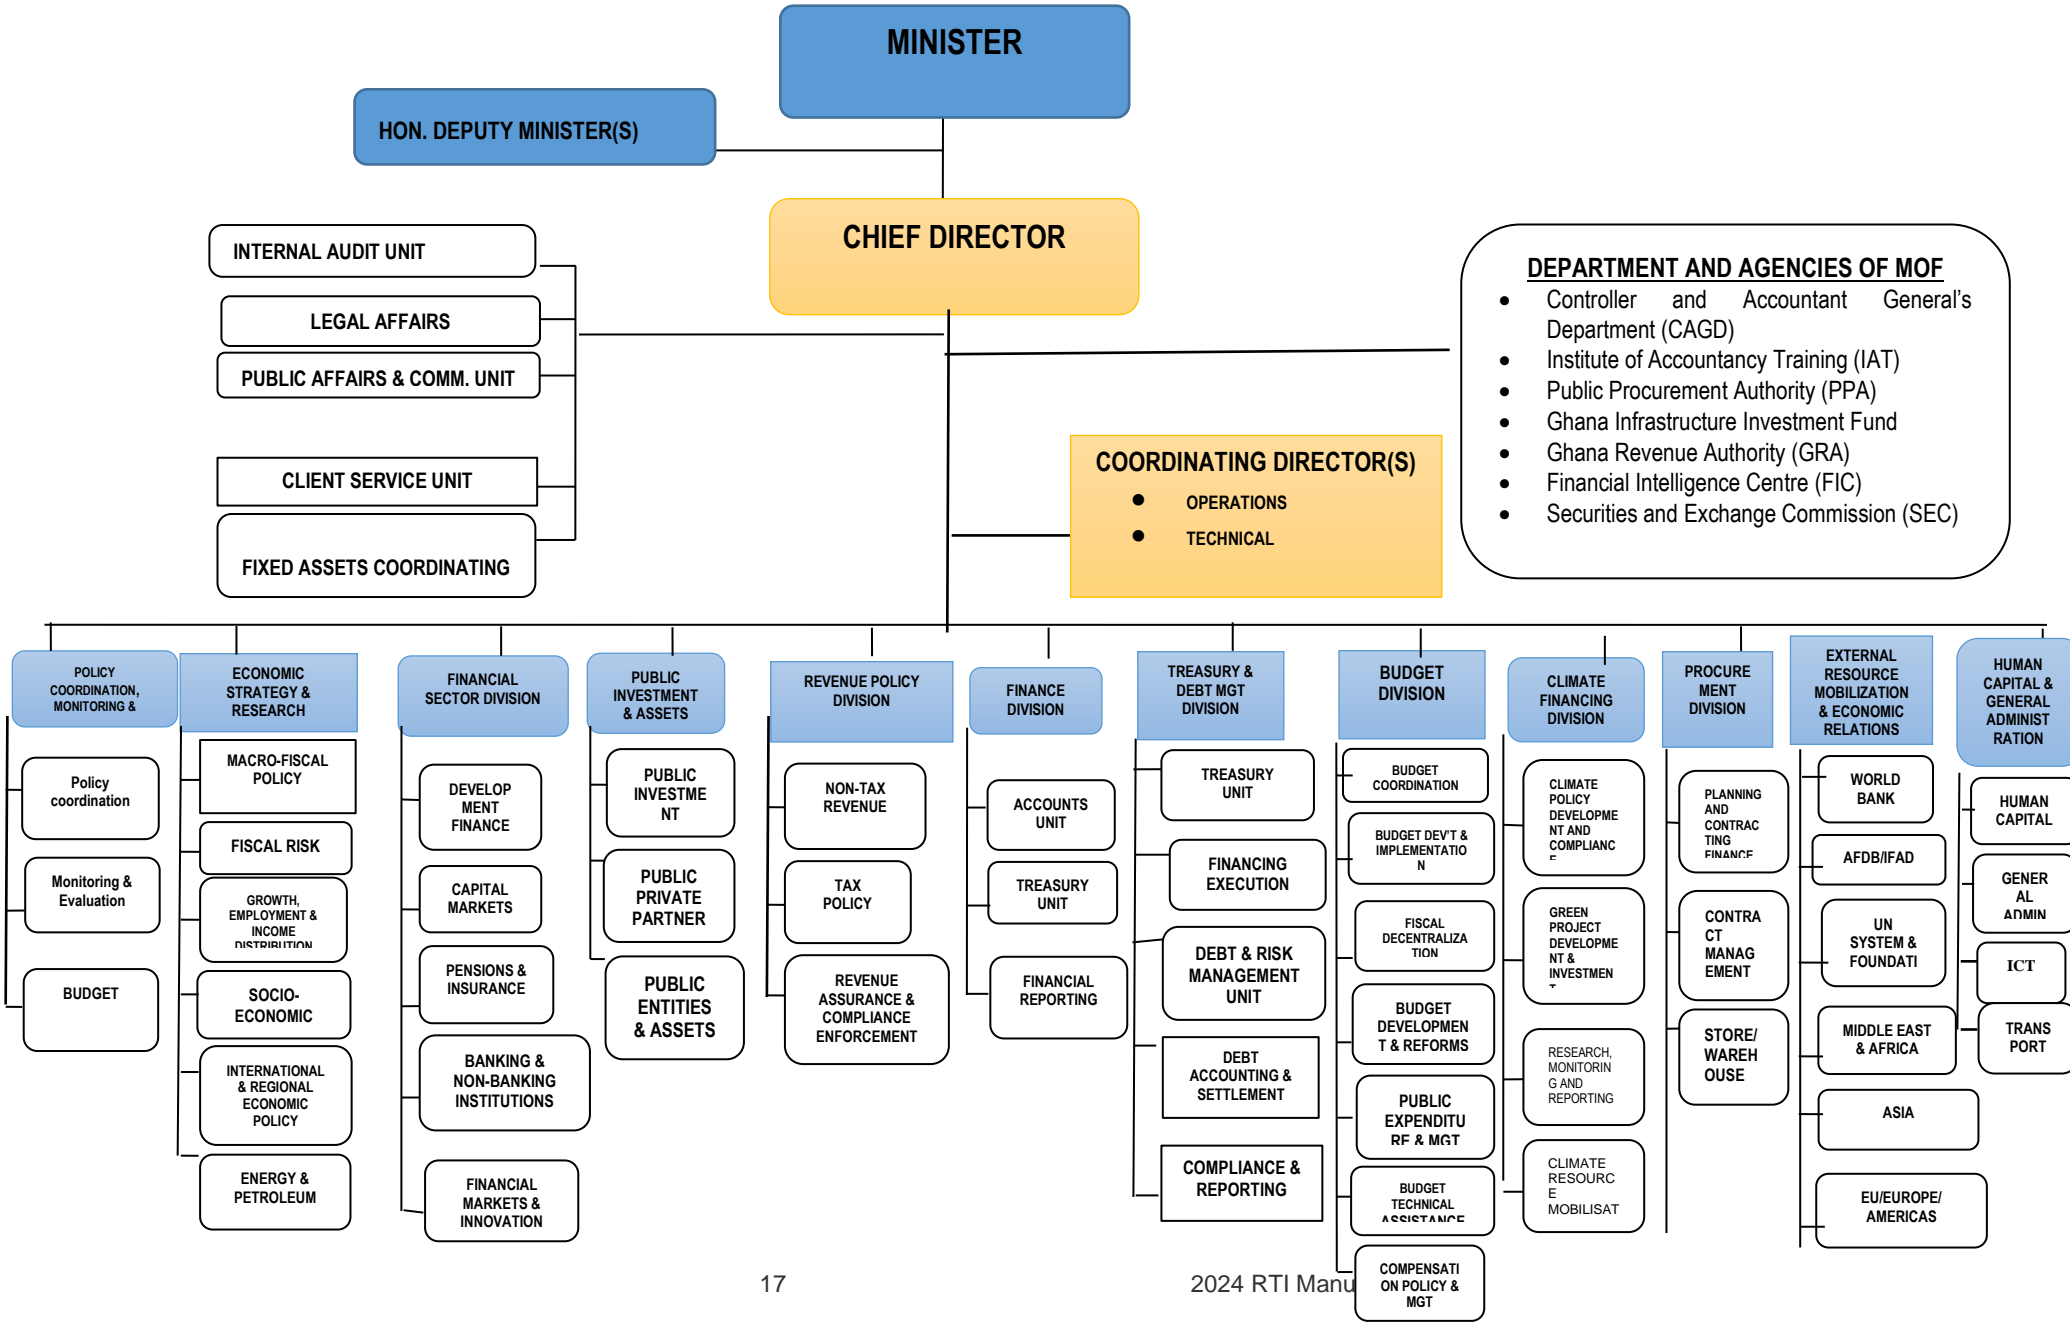 MINISTER
HON. DEPUTY MINISTER(S)
CHIEF DIRECTOR
INTERNAL AUDIT UNIT
LEGAL AFFAIRS
PUBLIC AFFAIRS & COMM. UNIT
CLIENT SERVICE UNIT
FIXED ASSETS COORDINATING
DEPARTMENT AND AGENCIES OF MOF
• Controller and Accountant General’s
Department (CAGD)
• Institute of Accountancy Training (IAT)
• Public Procurement Authority (PPA)
• Ghana Infrastructure Investment Fund
• Ghana Revenue Authority (GRA)
• Financial Intelligence Centre (FIC)
• Securities and Exchange Commission (SEC)
COORDINATING DIRECTOR(S)
• OPERATIONS
• TECHNICAL
POLICY
COORDINATION,
MONITORING &
Policy
coordination
Monitoring &
Evaluation
BUDGET
ECONOMIC
STRATEGY &
RESEARCH
MACRO-FISCAL
POLICY
FISCAL RISK
GROWTH,
EMPLOYMENT &
INCOME
DISTRIBUTION
SOCIO-
ECONOMIC
INTERNATIONAL
& REGIONAL
ECONOMIC
POLICY
ENERGY &
PETROLEUM
FINANCIAL
SECTOR DIVISION
DEVELOP
MENT
FINANCE
CAPITAL
MARKETS
PENSIONS &
INSURANCE
BANKING &
NON-BANKING
INSTITUTIONS
FINANCIAL
MARKETS &
INNOVATION
PUBLIC
INVESTMENT
& ASSETS
PUBLIC
INVESTME
NT
PUBLIC
PRIVATE
PARTNER
PUBLIC
ENTITIES
& ASSETS
REVENUE POLICY
DIVISION
NON-TAX
REVENUE
TAX
POLICY
REVENUE
ASSURANCE &
COMPLIANCE
ENFORCEMENT
FINANCE
DIVISION
ACCOUNTS
UNIT
TREASURY
UNIT
FINANCIAL
REPORTING
TREASURY &
DEBT MGT
DIVISION
TREASURY
UNIT
FINANCING
EXECUTION
DEBT & RISK
MANAGEMENT
UNIT
DEBT
ACCOUNTING &
SETTLEMENT
COMPLIANCE &
REPORTING
BUDGET
DIVISION
BUDGET
COORDINATION
BUDGET DEV'T &
IMPLEMENTATIO
N
FISCAL
DECENTRALIZA
TION
BUDGET
DEVELOPMEN
T & REFORMS
PUBLIC
EXPENDITU
RE & MGT
BUDGET
TECHNICAL
ASSISTANCE
COMPENSATI
ON POLICY &
MGT
CLIMATE
FINANCING
DIVISION
CLIMATE
POLICY
DEVELOPME
NT AND
COMPLIANC
E
GREEN
PROJECT
DEVELOPME
NT &
INVESTMEN
T
RESEARCH,
MONITORIN
G AND
REPORTING
CLIMATE
RESOURC
E
MOBILISAT
PROCURE
MENT
DIVISION
PLANNING
AND
CONTRAC
TING
FINANCE
CONTRA
CT
MANAG
EMENT
STORE/
WAREH
OUSE
EXTERNAL
RESOURCE
MOBILIZATION
& ECONOMIC
RELATIONS
WORLD
BANK
AFDB/IFAD
UN
SYSTEM &
FOUNDATI
MIDDLE EAST
& AFRICA
ASIA
EU/EUROPE/
AMERICAS
HUMAN
CAPITAL &
GENERAL
ADMINIST
RATION
HUMAN
CAPITAL
GENER
AL
ADMIN
ICT
TRANS
PORT
17
2024 RTI Manu